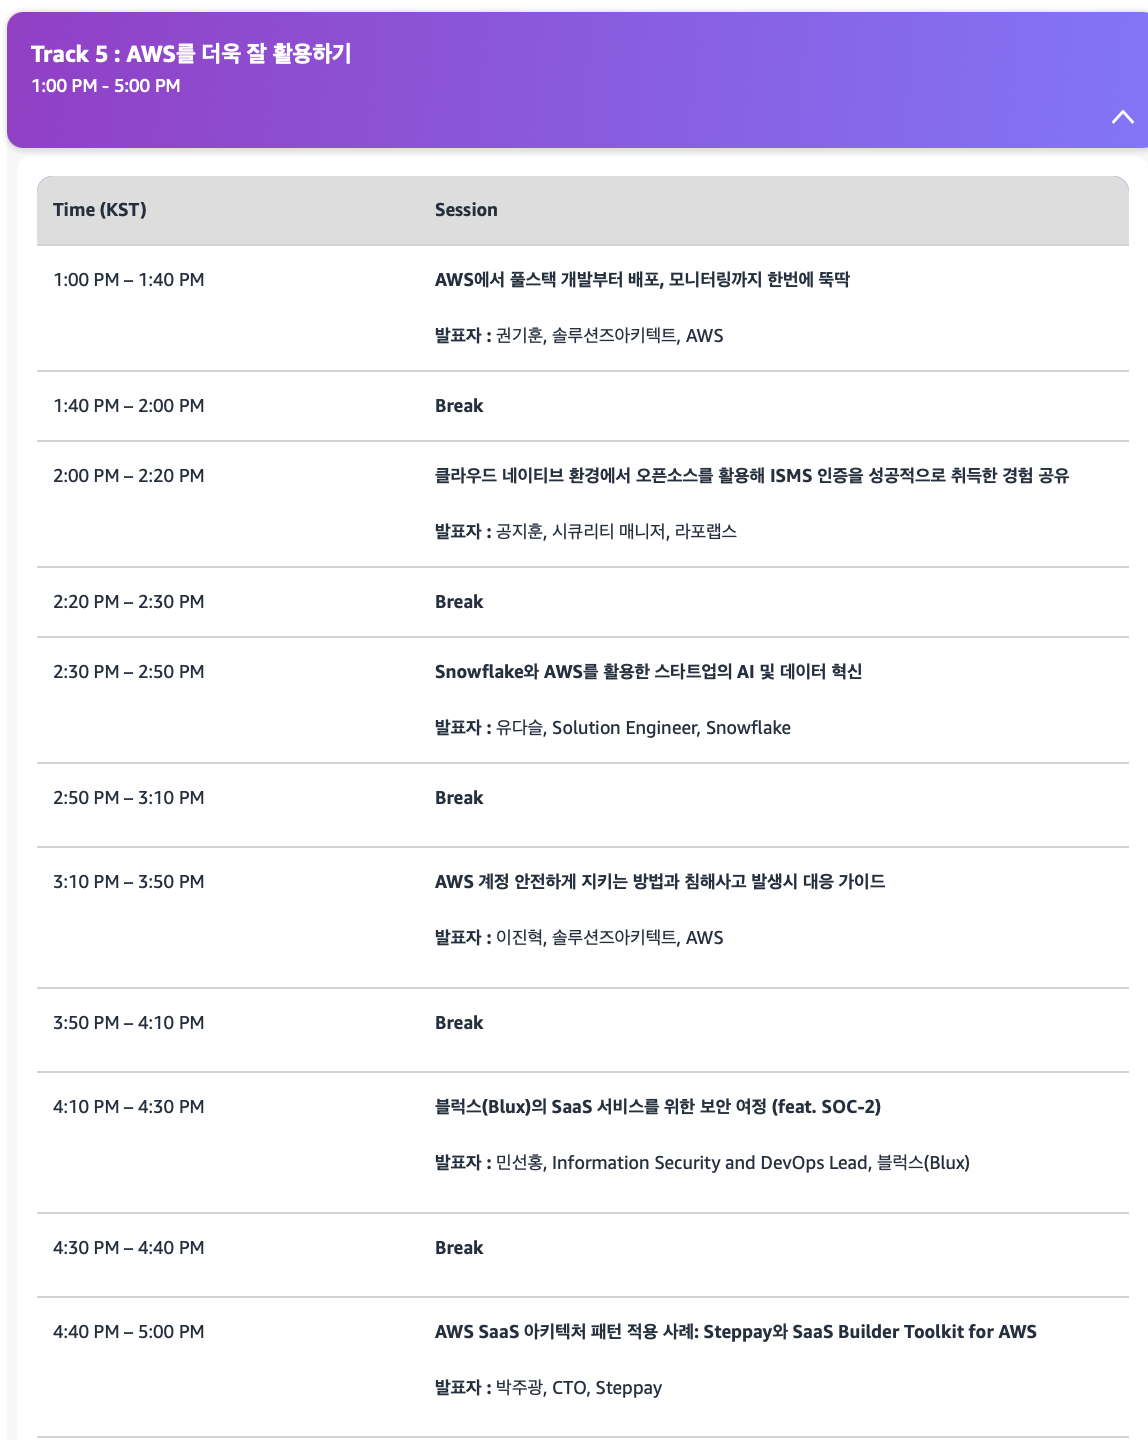 Track 5 : AWS를 더욱 잘 활용하기
1:00 PM - 5:00 PM
Time (KST) Session
1:00 PM – 1:40 PM AWS에서 풀스택 개발부터 배포, 모니터링까지 한번에 뚝딱
발표자 : 권기훈, 솔루션즈아키텍트, AWS
1:40 PM – 2:00 PM Break
2:00 PM – 2:20 PM 클라우드 네이티브 환경에서 오픈소스를 활용해 ISMS 인증을 성공적으로 취득한 경험 공유
발표자 : 공지훈, 시큐리티 매니저, 라포랩스
2:20 PM – 2:30 PM Break
2:30 PM – 2:50 PM Snowflake와 AWS를 활용한 스타트업의 AI 및 데이터 혁신
발표자 : 유다슬, Solution Engineer, Snowflake
2:50 PM – 3:10 PM Break
3:10 PM – 3:50 PM AWS 계정 안전하게 지키는 방법과 침해사고 발생시 대응 가이드
발표자 : 이진혁, 솔루션즈아키텍트, AWS
3:50 PM – 4:10 PM Break
4:10 PM – 4:30 PM 블럭스(Blux)의 SaaS 서비스를 위한 보안 여정 (feat. SOC-2)
발표자 : 민선홍, Information Security and DevOps Lead, 블럭스(Blux)
4:30 PM – 4:40 PM Break
4:40 PM – 5:00 PM AWS SaaS 아키텍처 패턴 적용 사례: Steppay와 SaaS Builder Toolkit for AWS
발표자 : 박주광, CTO, Steppay